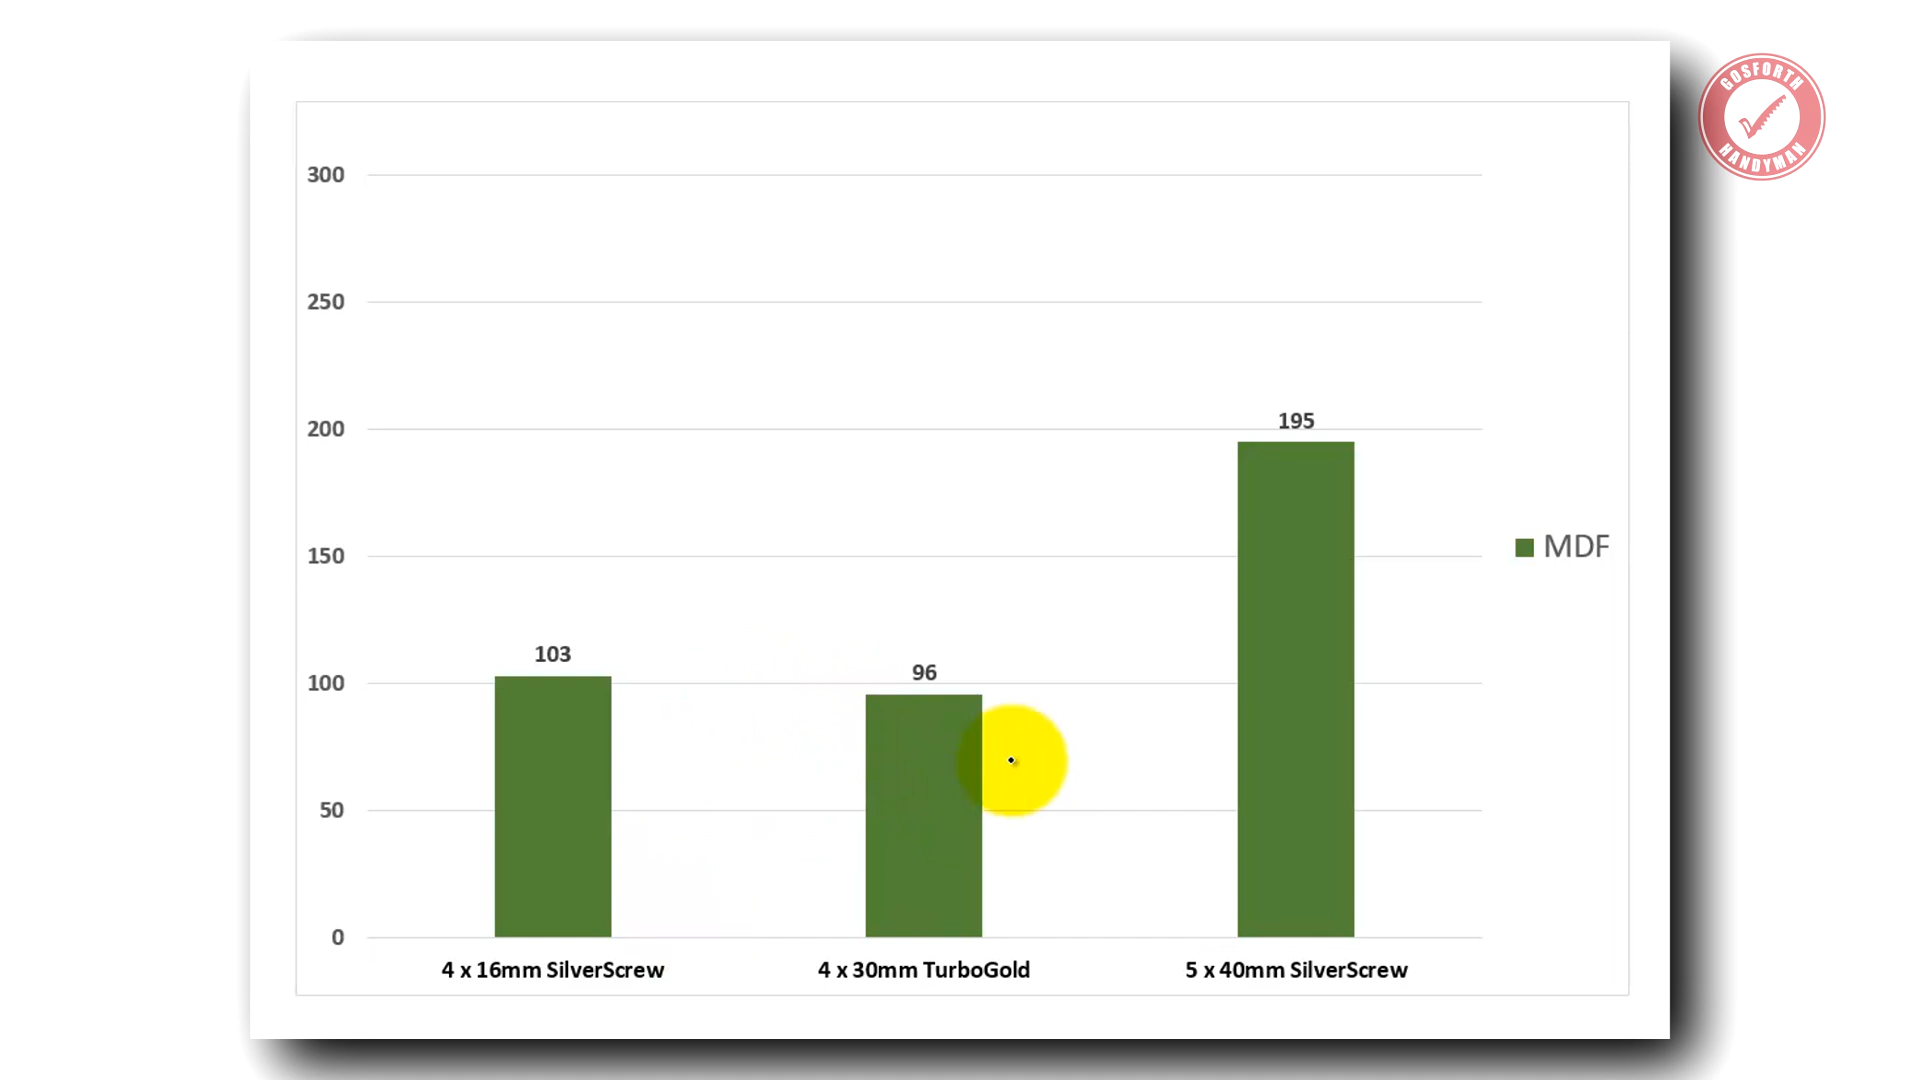 GOSFORTH
HANDYMAN
300
250
200
150
100
50
0
103
96
195
4 x 16mm SilverScrew
4 x 30mm TurboGold
5 x 40mm SilverScrew
MDF